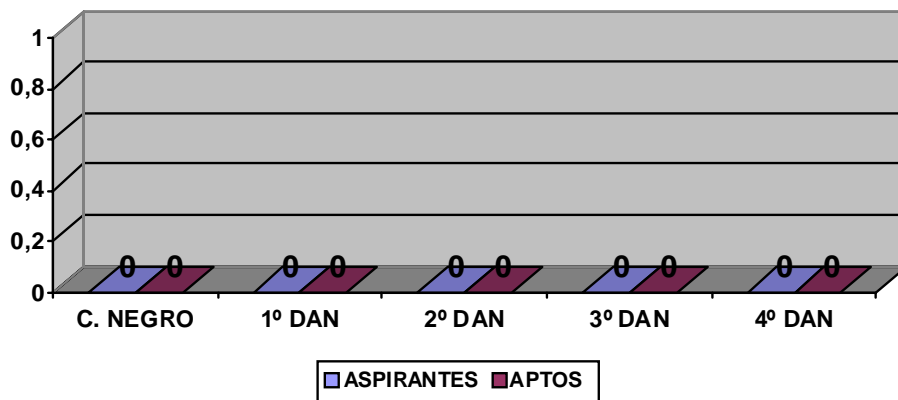 1
0,8
0,6
0,4
0,2
0
0 0 0 0 0 0 0 0 0 0
C. NEGRO 1º DAN 2º DAN 3º DAN 4º DAN
ASPIRANTES APTOS